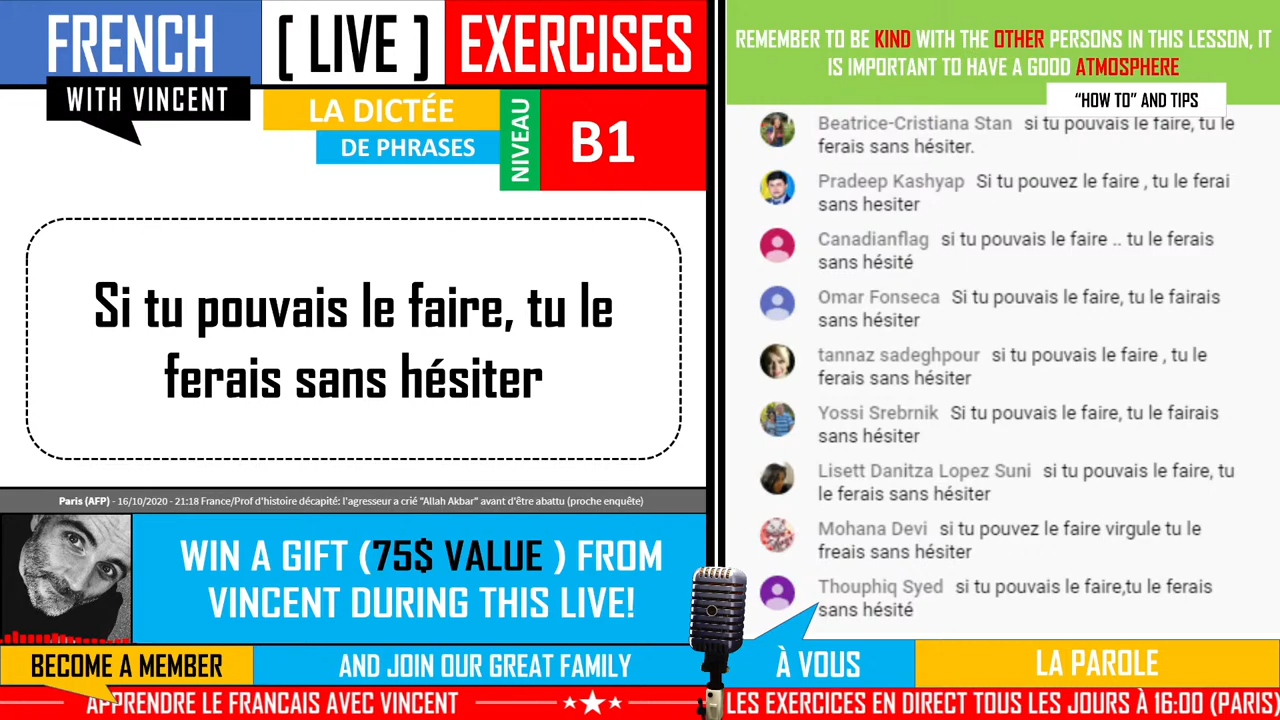 FRENCH
[ LIVE ]
EXERCISES
WITH VINCENT
LA DICTÉE
DE PHRASES
NIVEAU
B1
Si tu pouvais le faire, tu le
ferais sans hésiter
Paris (AFP) - 16/10/2020 - 21:18 France/Prof d'histoire décapité: l'agresseur a crié "Allah Akbar" avant d'être abattu (proche enquête)
WIN A GIFT (75$ VALUE ) FROM
VINCENT DURING THIS LIVE!
BECOME A MEMBER
AND JOIN OUR GREAT FAMILY
APPRENDRE LE FRANCAIS AVEC VINCENT
REMEMBER TO BE KIND WITH THE OTHER PERSONS IN THIS LESSON, IT
IS IMPORTANT TO HAVE A GOOD ATMOSPHERE
“HOW TO” AND TIPS
Beatrice-Cristiana Stan si tu pouvais le faire, tu le
ferais sans hésiter.
Pradeep Kashyap Si tu pouvez le faire , tu le ferai
sans hesiter
Canadianflag si tu pouvais le faire .. tu le ferais
sans hésité
Omar Fonseca Si tu pouvais le faire, tu le fairais
sans hésiter
tannaz sadeghpour si tu pouvais le faire , tu le
ferais sans hésiter
Yossi Srebrnik Si tu pouvais le faire, tu le fairais
sans hésiter
Lisett Danitza Lopez Suni si tu pouvais le faire, tu
le ferais sans hésiter
Mohana Devi si tu pouvez le faire virgule tu le
freais sans hésiter
Thouphiq Syed si tu pouvais le faire,tu le ferais
sans hésité
À VOUS
LA PAROLE
LES EXERCICES EN DIRECT TOUS LES JOURS À 16:00 (PARIS)